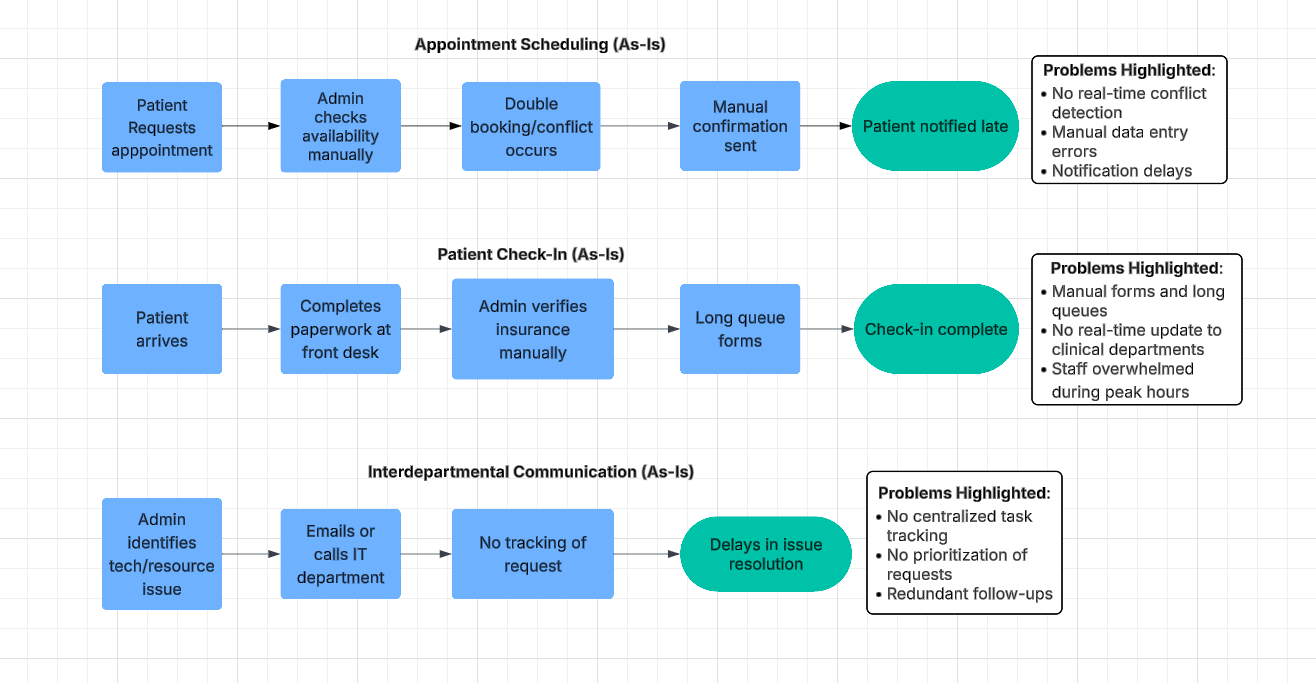 Appointment Scheduling (As-Is)
Patient
Requests
apppointment
Admin
checks
availability
manually
Double
booking/conflict
occurs
Manual
confirmation
sent
Patient notified late
Problems Highlighted:
• No real-time conflict
detection
• Manual data entry
errors
• Notification delays
Patient Check-In (As-Is)
Patient
arrives
Completes
paperwork at
front desk
Admin verifies
insurance
manually
Long queue
forms
Check-in complete
Problems Highlighted:
• Manual forms and long
queues
• No real-time update to
clinical departments
• Staff overwhelmed
during peak hours
Interdepartmental Communication (As-Is)
Admin
identifies
tech/resource
issue
Emails or
calls IT
department
No tracking of
request
Delays in issue
resolution
Problems Highlighted:
• No centralized task
tracking
• No prioritization of
requests
• Redundant follow-ups